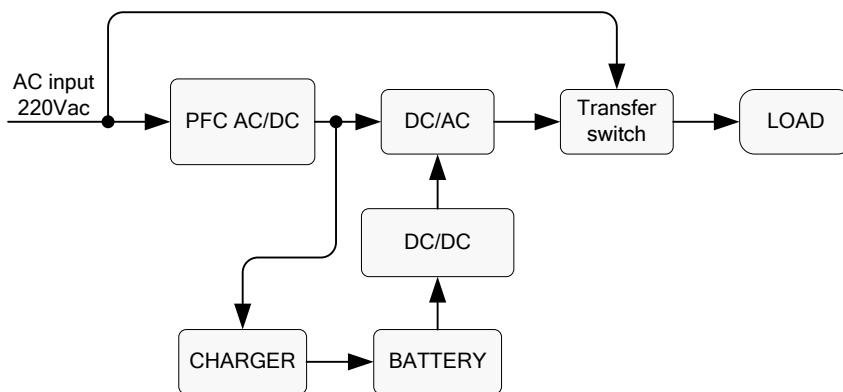 AC input
220Vac
PFC AC/DC
DC/AC
Transfer
switch
LOAD
DC/DC
CHARGER
BATTERY